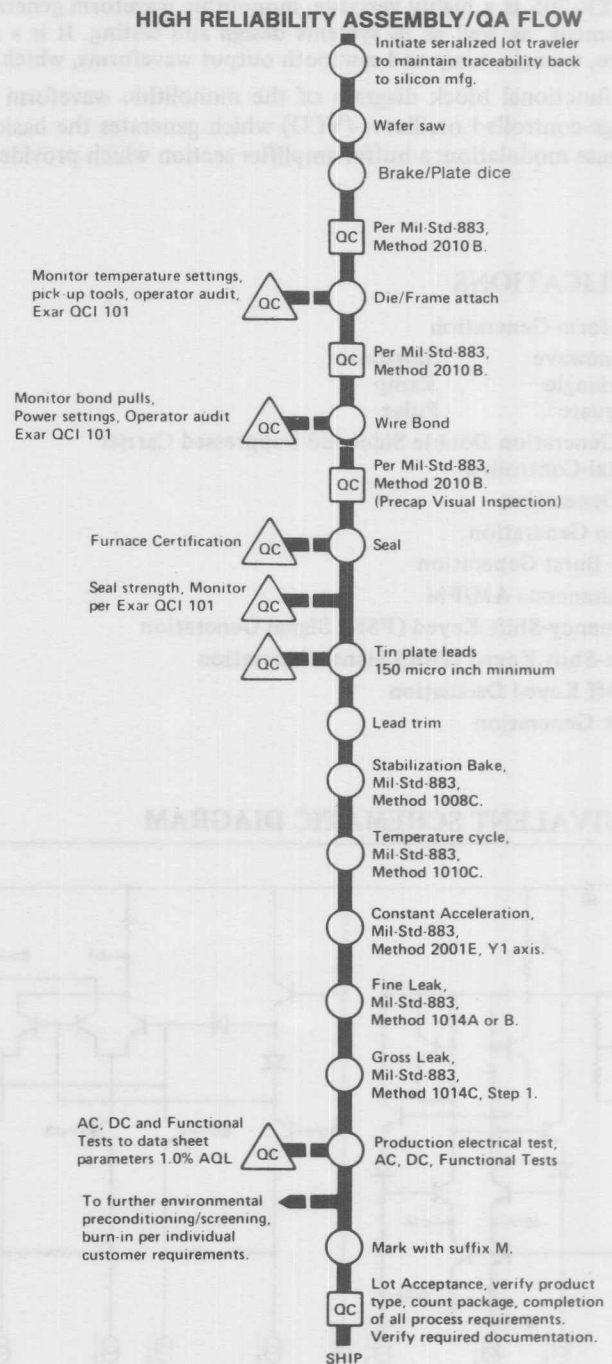 HIGH RELIABILITY ASSEMBLY/QA FLOW
Initiate serialized lot traveler
to maintain traceability back
to silicon mfg.
Wafer saw
Brake/Plate dice
QC
Per Mil-Std-883,
Method 2010 B.
Monitor temperature settings,
pick-up tools, operator audit,
Exar QCI 101
QC
Die/Frame attach
QC
Per Mil-Std-883,
Method 2010 B.
Monitor bond pulls,
Power settings, Operator audit
Exar QCI 101
QC
Wire Bond
QC
Per Mil-Std-883,
Method 2010 B.
(Precap Visual Inspection)
Furnace Certification
QC
Seal
Seal strength, Monitor
per Exar QCI 101
QC
QC
Tin plate leads
150 micro inch minimum
Lead trim
Stabilization Bake,
Mil-Std-883,
Method 1008C.
Temperature cycle,
Mil-Std-883,
Method 1010C.
Constant Acceleration,
Mil-Std-883,
Method 2001E, Y1 axis.
Fine Leak,
Mil-Std-883,
Method 1014A or B.
Gross Leak,
Mil-Std-883,
Method 1014C, Step 1.
AC, DC and Functional
Tests to data sheet
parameters 1.0% AQL
QC
Production electrical test,
AC, DC, Functional Tests
To further environmental
preconditioning/screening,
burn-in per individual
customer requirements.
Mark with suffix M.
QC
Lot Acceptance, verify product
type, count package, completion
of all process requirements.
Verify required documentation.
SHIP